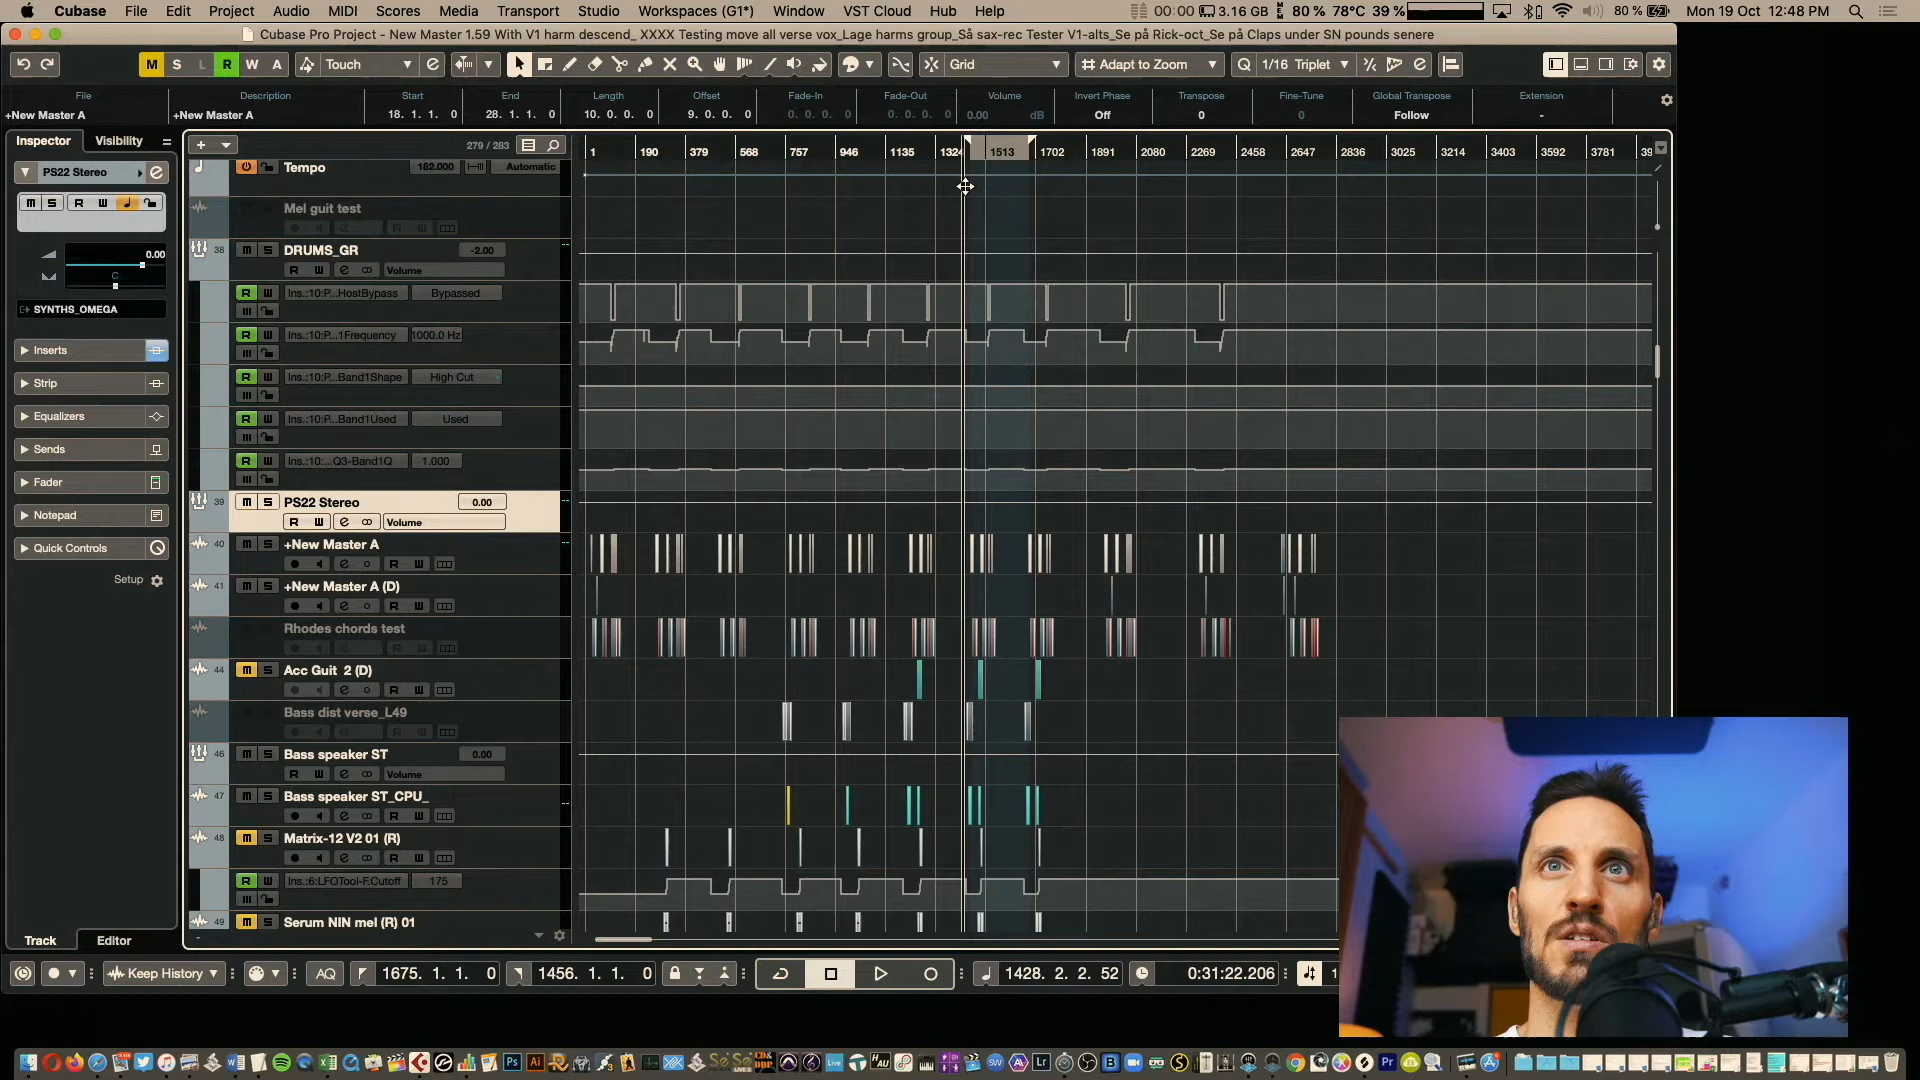 Cubase File Edit Project Audio MIDI Scores Media Transport Studio Workspaces (G1*) Window VST Cloud Hub Help 00:00 3.16 GB 80 % 78°C 39 % 80 % Mon 19 Oct 12:48 PM
Cubase Pro Project - New Master 1.59 With V1 harm descend_ XXXX Testing move all verse vox_Lage harms group_Så sax-rec Tester V1-alts_Se på Rick-oct_Se på Claps under SN pounds senere
M S L R W A Touch Grid Adapt to Zoom Q 1/16 Triplet
File Description Start End Length Offset Fade-In Fade-Out Volume Invert Phase Transpose Fine-Tune Global Transpose Extension
+New Master A +New Master A 18. 1. 1. 0 28. 1. 1. 0 10. 0. 0. 0 9. 0. 0. 0 0. 0. 0. 0 0. 0. 0. 0 0.00 dB Off 0 0 Follow -
Inspector Visibility 279 / 283
1 190 379 568 757 946 1135 1324 1513 1702 1891 2080 2269 2458 2647 2836 3025 3214 3403 3592 3781 39
PS22 Stereo
M S R W
0.00
C
SYNTHS_OMEGA
Inserts
Strip
Equalizers
Sends
Fader
Notepad
Quick Controls
Setup
Track Editor
Tempo 182.000 Automatic
Mel guit test
38 M S DRUMS_GR -2.00
R W Volume
R W Ins.:10:P...HostBypass Bypassed
R W Ins.:10:P...1Frequency 1000.0 Hz
R W Ins.:10:P...Band1Shape High Cut
R W Ins.:10:P...Band1Used Used
R W Ins.:10:...Q3-Band1Q 1.000
39 M S PS22 Stereo 0.00
R W Volume
40 M S +New Master A
R W
41 M S +New Master A (D)
R W
Rhodes chords test
44 M S Acc Guit 2 (D)
R W
Bass dist verse_L49
46 M S Bass speaker ST 0.00
R W Volume
47 M S Bass speaker ST_CPU_
R W
48 M S Matrix-12 V2 01 (R)
R W
R W Ins.:6:LFOTool-F.Cutoff 175
49 M S Serum NIN mel (R) 01
Keep History AQ 1675. 1. 1. 0 1456. 1. 1. 0 1428. 2. 2. 52 0:31:22.206 1